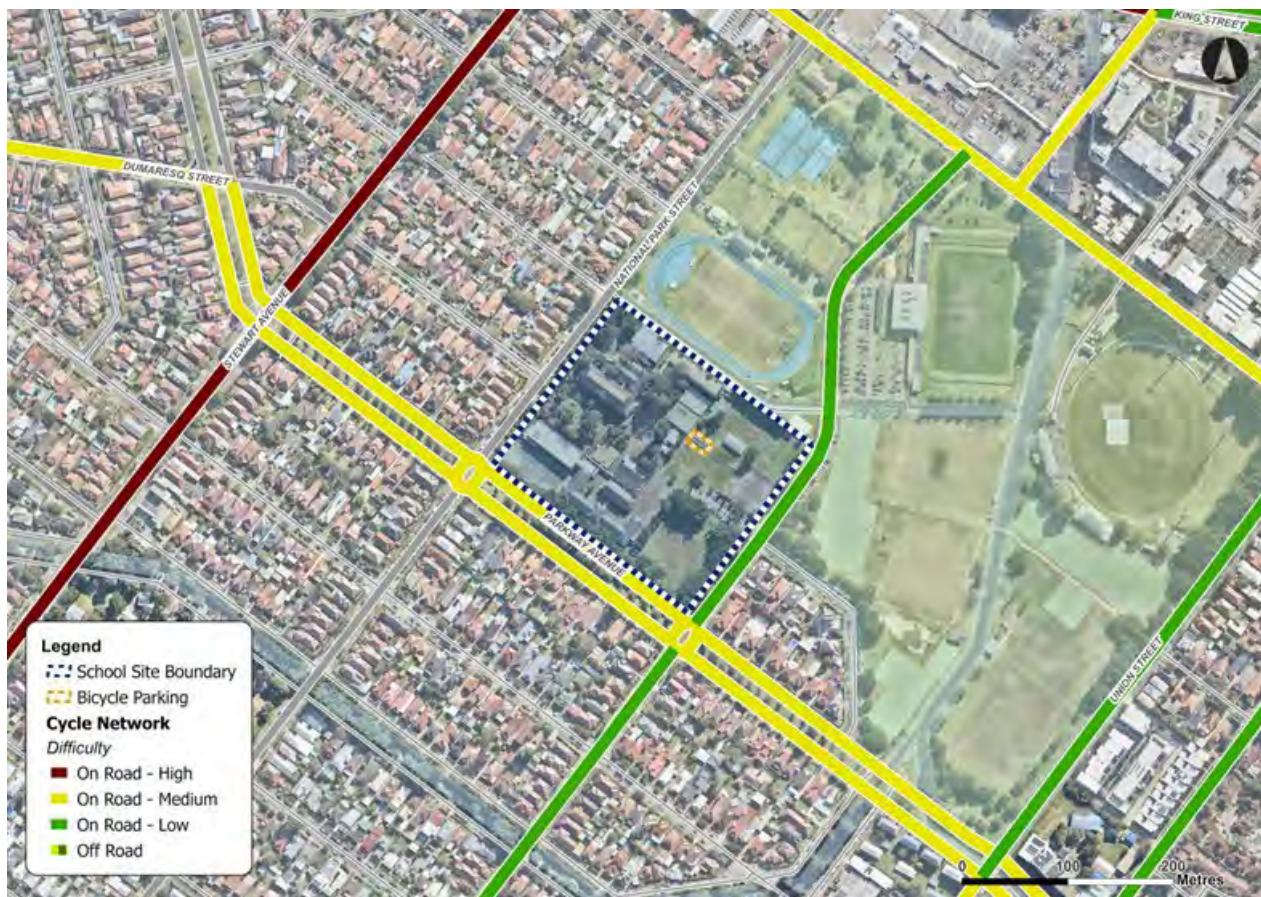 KING STREET
DUMARESQ STREET
NATIONAL PARK STREET
STEWART AVENUE
PARKWAY AVENUE
UNION STREET
Legend
School Site Boundary
Bicycle Parking
Cycle Network
Difficulty
On Road - High
On Road - Medium
On Road - Low
Off Road
0 100 200
Metres